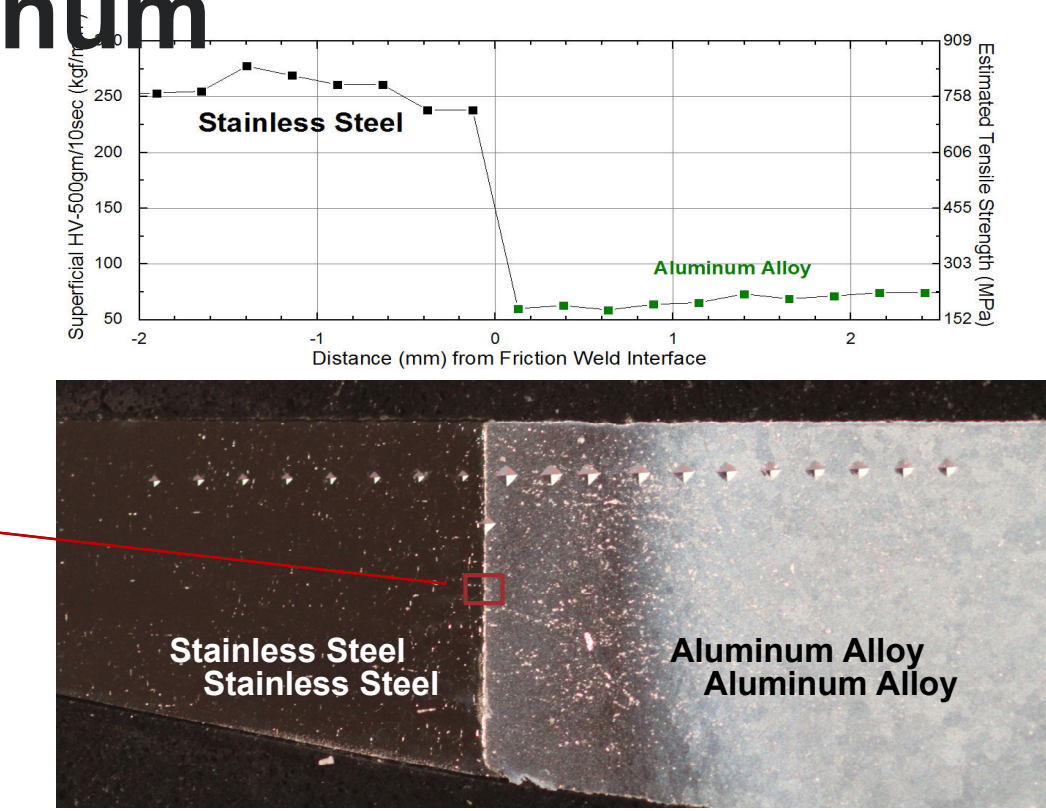 num
Superficial HV-500gm/10sec (kgf/
250
200
150
100
50
909
758
606
455
303
152
Estimated Tensile Strength (MPa)
Stainless Steel
Aluminum Alloy
-2 -1 0 1 2
Distance (mm) from Friction Weld Interface
Stainless Steel
Stainless Steel
Aluminum Alloy
Aluminum Alloy